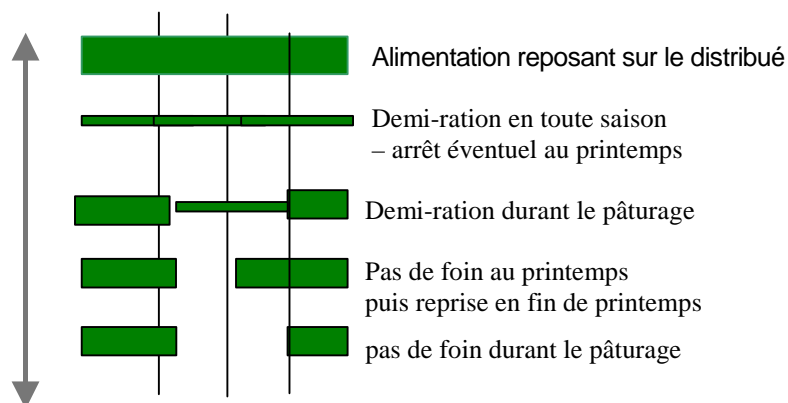 Alimentation reposant sur le distribué
Demi-ration en toute saison
– arrêt éventuel au printemps
Demi-ration durant le pâturage
Pas de foin au printemps
puis reprise en fin de printemps
pas de foin durant le pâturage